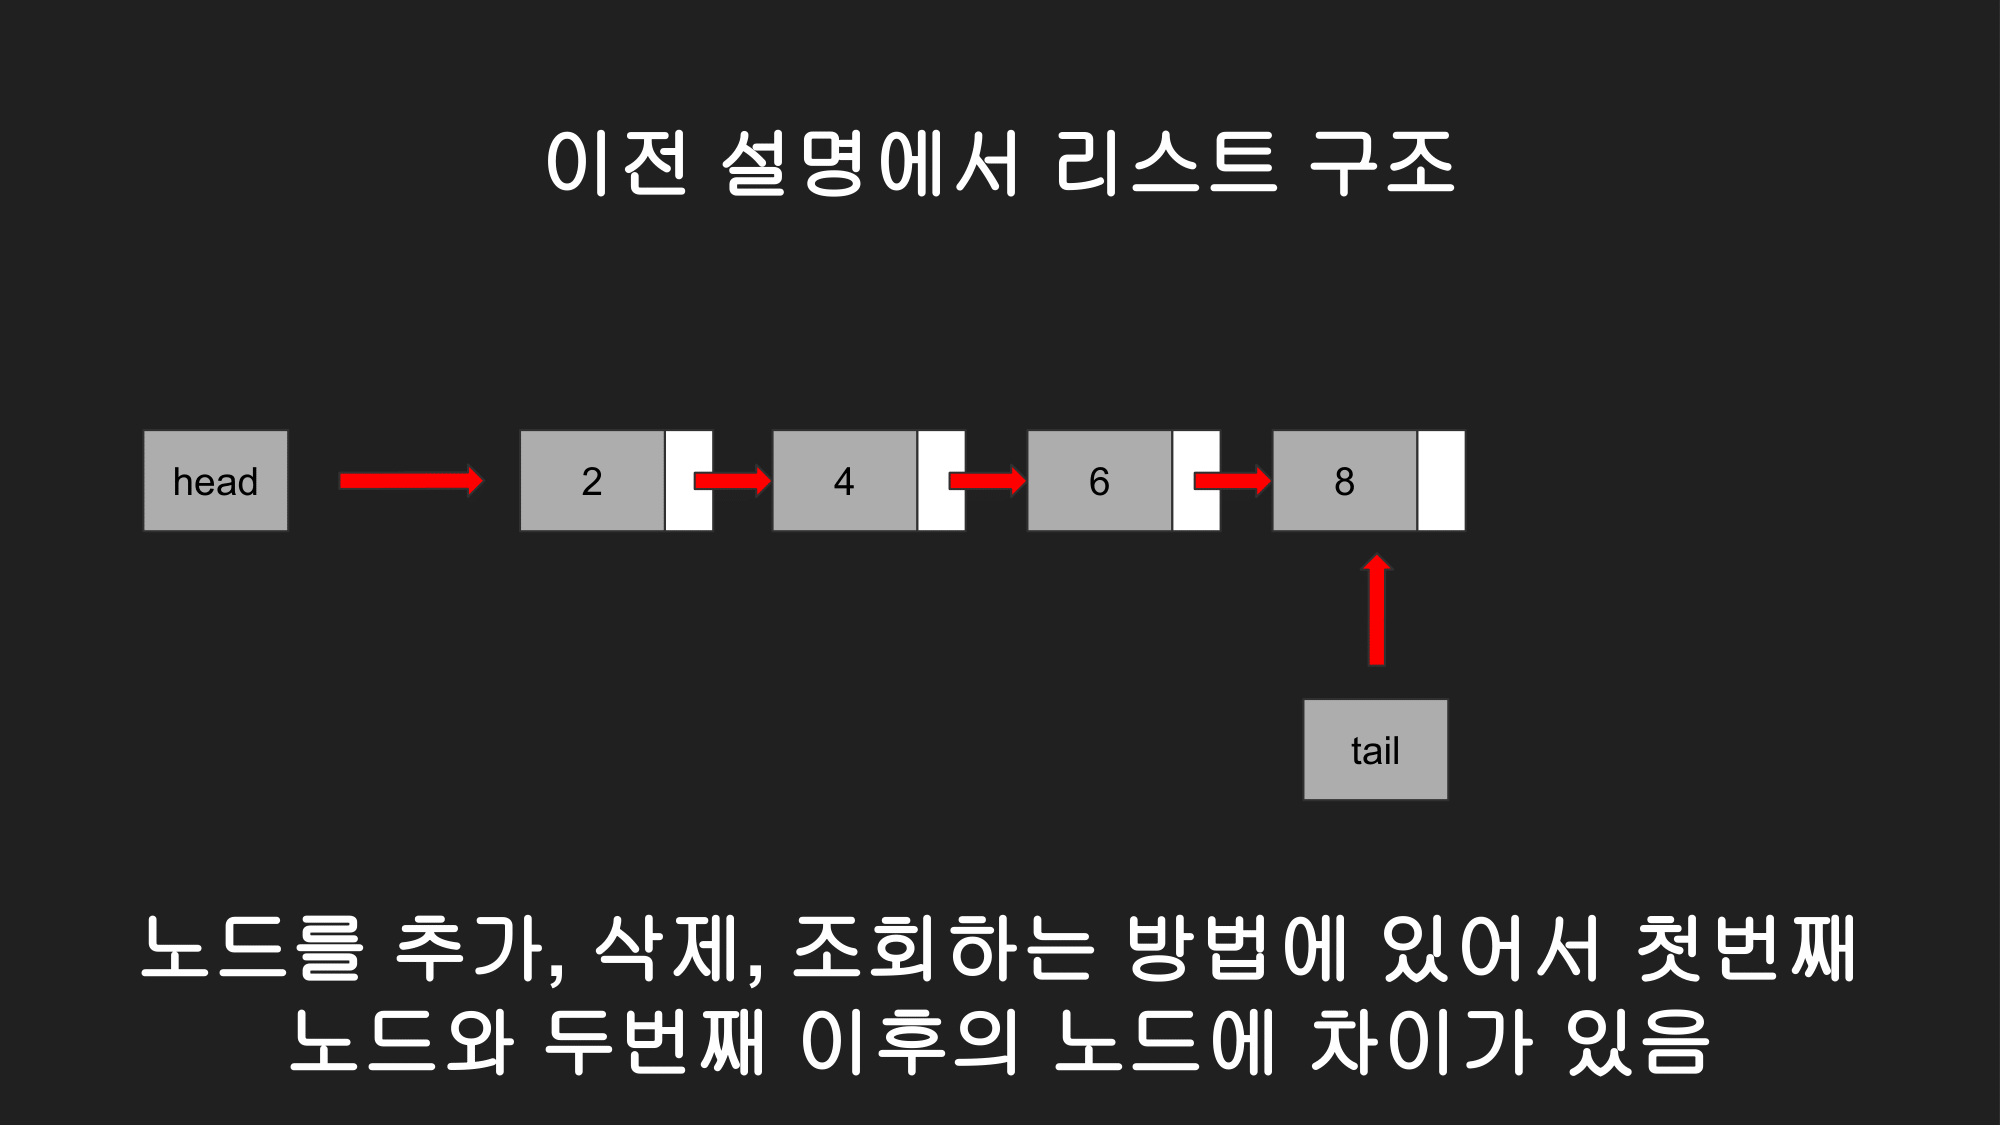 이전 설명에서 리스트 구조
head
2
4
6
8
tail
노드를 추가, 삭제, 조회하는 방법에 있어서 첫번째
노드와 두번째 이후의 노드에 차이가 있음